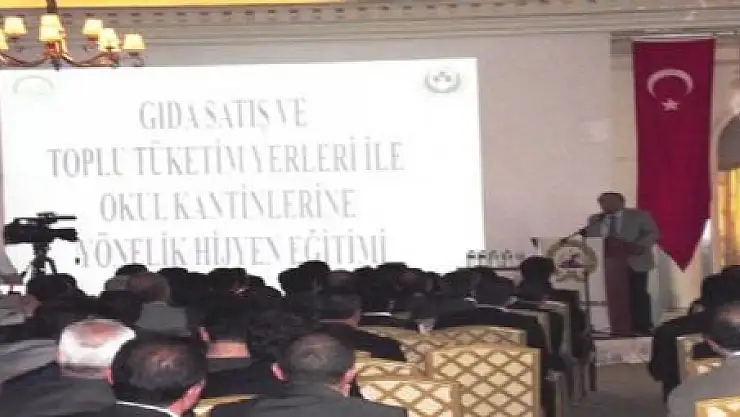 GIDA SATIŞ VE
TOPLU TÜKETİM YERLERİ İLE
OKUL KANTİNLERİNE
YÖNELİK HİJYEN EĞİTİMİ